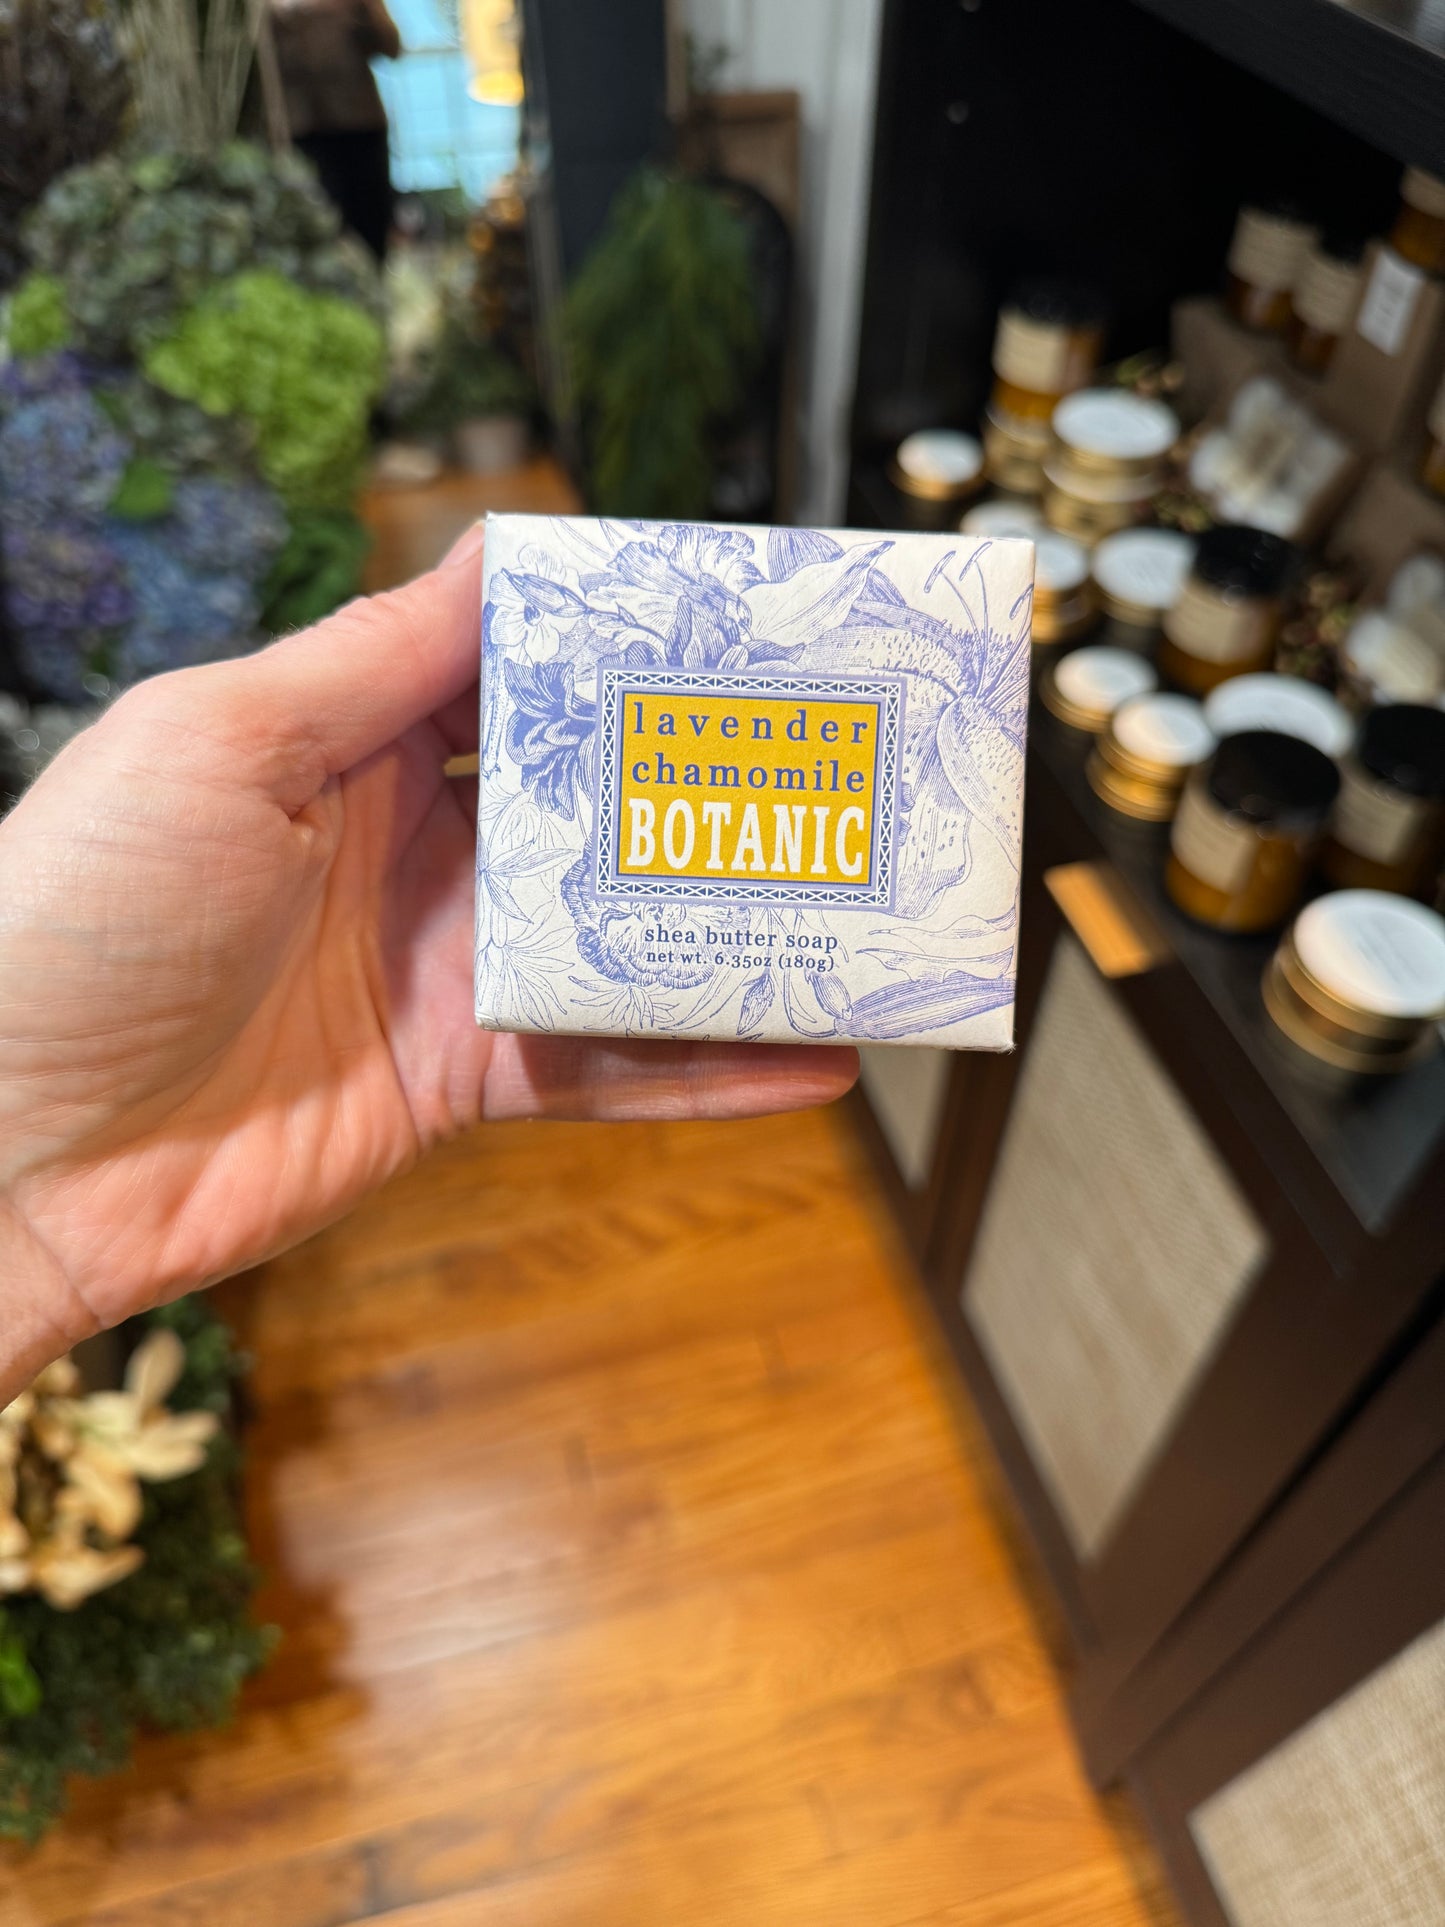 lavender
chamomile
BOTANIC
shea butter soap
net wt. 6.35oz (180g)